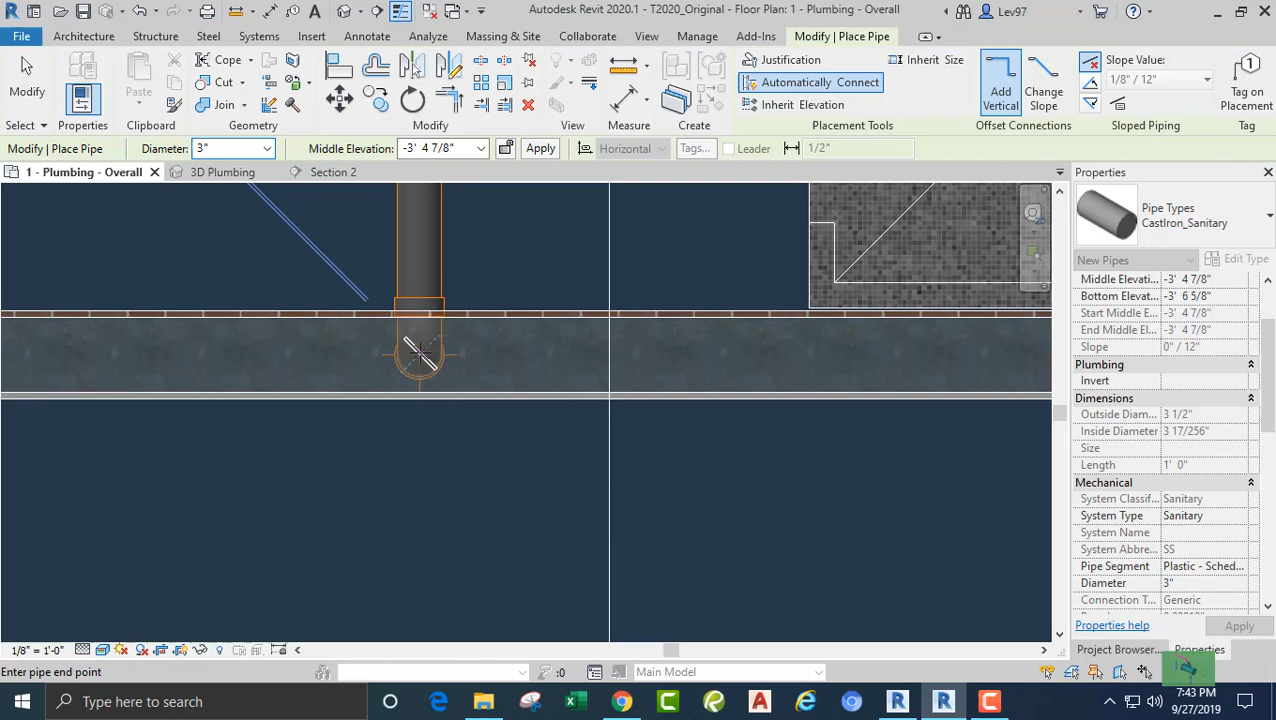 Autodesk Revit 2020.1 - T2020_Original - Floor Plan: 1 - Plumbing - Overall
Lev97
File Architecture Structure Steel Systems Insert Annotate Analyze Massing & Site Collaborate View Manage Add-Ins Modify | Place Pipe
Modify
Paste
Cope
Cut
Join
Justification
Automatically Connect
Inherit Elevation
Inherit Size
Add Vertical
Change Slope
Slope Value:
1/8" / 12"
Tag on Placement
Select Properties Clipboard Geometry Modify View Measure Create Placement Tools Offset Connections Sloped Piping Tag
Modify | Place Pipe Diameter: 3" Middle Elevation: -3' 4 7/8" Apply Horizontal Tags... Leader 1/2"
1 - Plumbing - Overall 3D Plumbing Section 2
Properties
Pipe Types
CastIron_Sanitary
New Pipes Edit Type
Middle Elevati... -3' 4 7/8"
Bottom Elevat... -3' 6 5/8"
Start Middle E... -3' 4 7/8"
End Middle El... -3' 4 7/8"
Slope 0" / 12"
Plumbing
Invert
Dimensions
Outside Diam... 3 1/2"
Inside Diameter 3 17/256"
Size
Length 1' 0"
Mechanical
System Classif... Sanitary
System Type Sanitary
System Name
System Abbre... SS
Pipe Segment Plastic - Sched...
Diameter 3"
Connection T... Generic
Properties help Apply
Project Browser... Properties
1/8" = 1'-0"
Enter pipe end point :0 Main Model
Type here to search
7:43 PM
9/27/2019